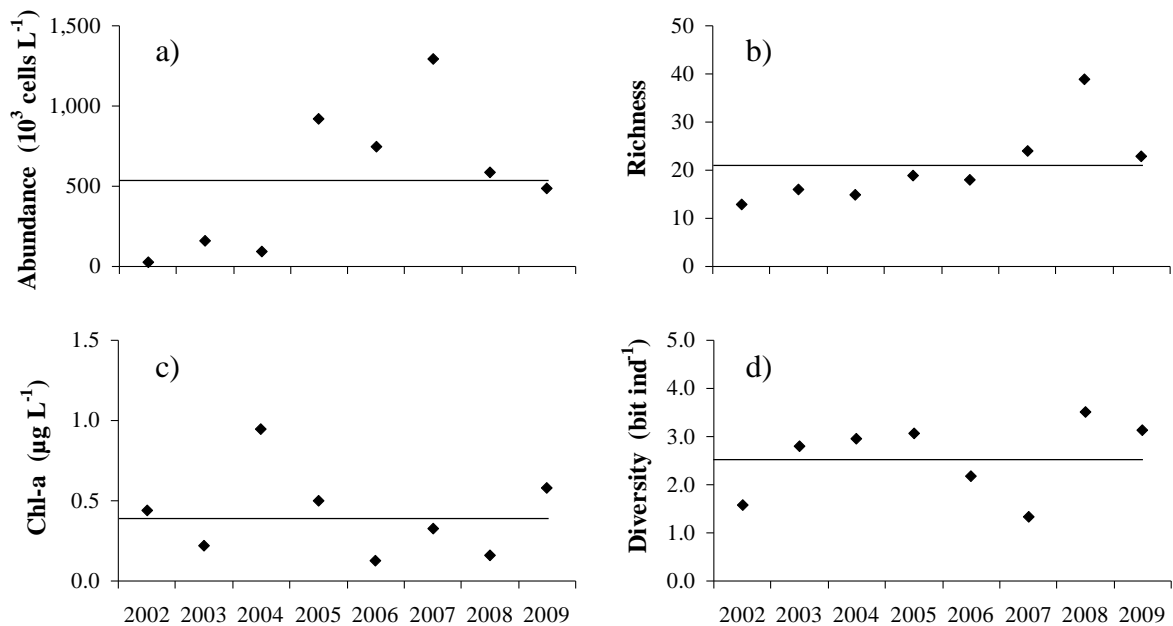 Abundance (10³ cells L⁻¹)
1,500
1,000
500
0
a)
Richness
50
40
30
20
10
0
b)
Chl-a (µg L⁻¹)
1.5
1.0
0.5
0.0
c)
2002 2003 2004 2005 2006 2007 2008 2009
Diversity (bit ind⁻¹)
5.0
4.0
3.0
2.0
1.0
0.0
d)
2002 2003 2004 2005 2006 2007 2008 2009